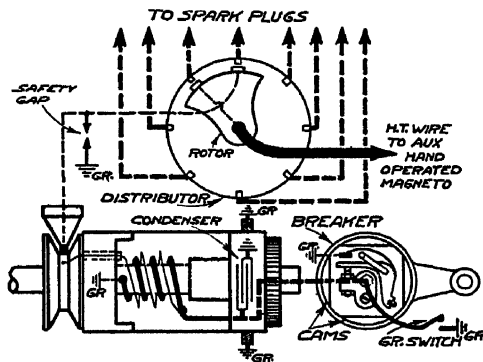 TO SPARK PLUGS
SAFETY
GAP
GR.
ROTOR
H.T. WIRE
TO AUX
HAND
OPERATED
MAGNETO
DISTRIBUTOR
GR.
CONDENSER
BREAKER
GR.
GR
CAMS
GR. SWITCH
GR.
GR.